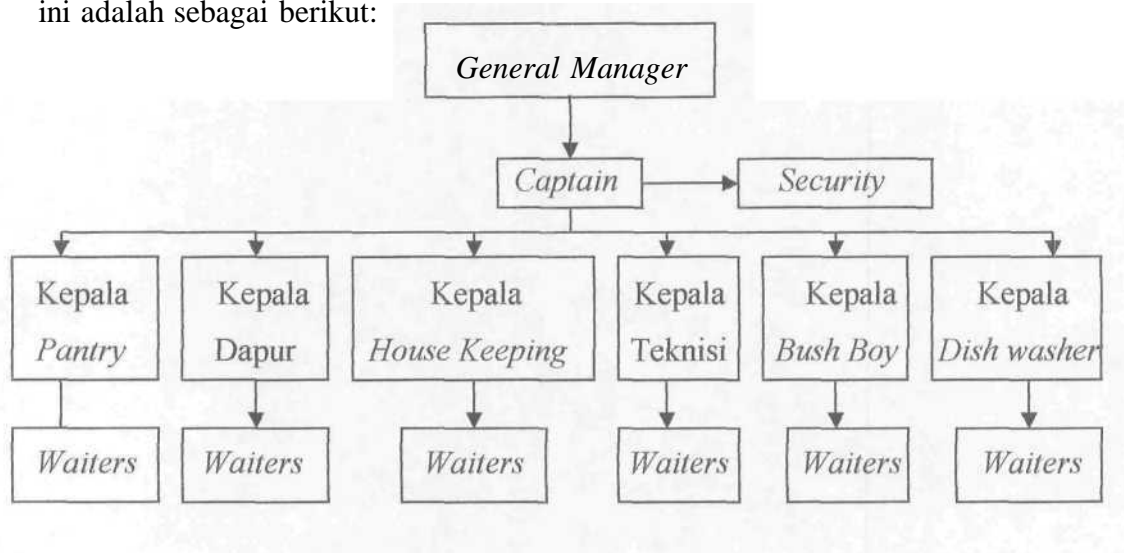 ini adalah sebagai berikut:
General Manager
Captain
Security
Kepala
Pantry
Kepala
Dapur
Kepala
House Keeping
Kepala
Teknisi
Kepala
Bush Boy
Kepala
Dish washer
Waiters
Waiters
Waiters
Waiters
Waiters
Waiters